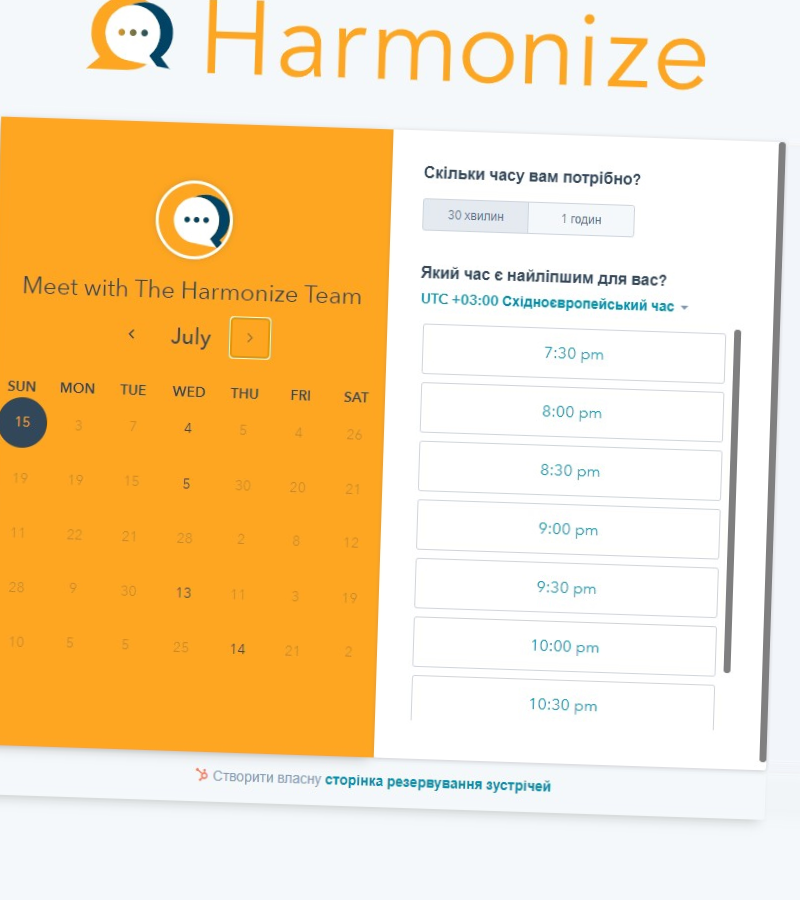 Harmonize
Meet with The Harmonize Team
July
SUN MON TUE WED THU FRI SAT
15 3 7 4 5 4 26
19 19 15 5 30 20 21
11 22 21 28 2 8 12
28 9 30 13 11 3 19
10 5 5 25 14 21 2
Скільки часу вам потрібно?
30 хвилин 1 годин
Який час є найліпшим для вас?
UTC +03:00 Східноєвропейський час
7:30 pm
8:00 pm
8:30 pm
9:00 pm
9:30 pm
10:00 pm
10:30 pm
Створити власну сторінка резервування зустрічей